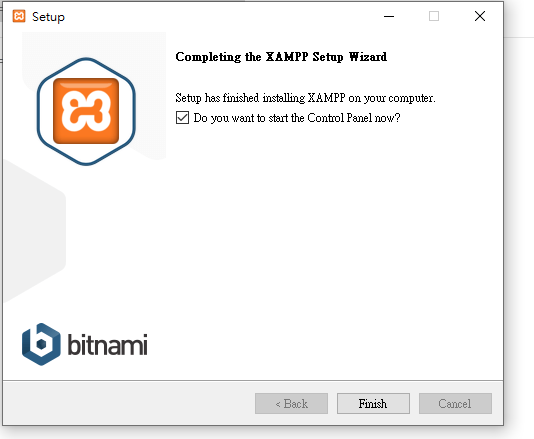 Setup
Completing the XAMPP Setup Wizard
Setup has finished installing XAMPP on your computer.
Do you want to start the Control Panel now?
bitnami
< Back
Finish
Cancel